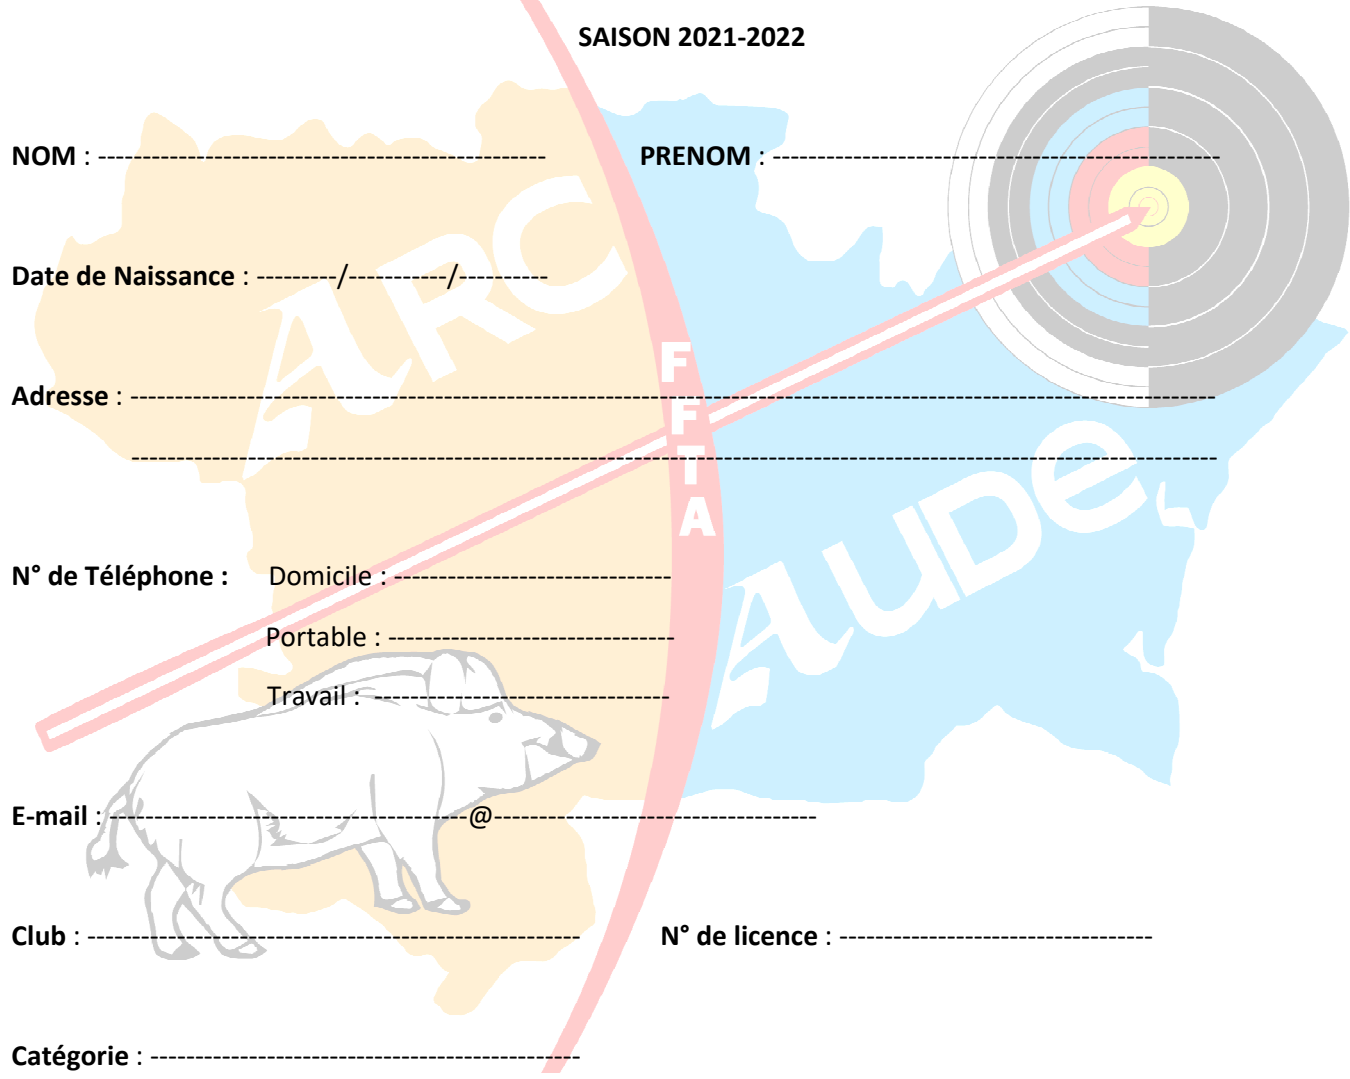 SAISON 2021-2022
NOM : -------------------------------------------------- PRENOM : --------------------------------------------------
Date de Naissance : ---------/-----------/----------
Adresse : -------------------------------------------------------------------------------------------------------------------------
-------------------------------------------------------------------------------------------------------------------------
N° de Téléphone : Domicile : -------------------------------
Portable : --------------------------------
Travail : ---------------------------------
E-mail : ----------------------------------------@------------------------------------
Club : ------------------------------------------------------- N° de licence : -----------------------------------
Catégorie : ------------------------------------------------
ARC
F
F
T
A
AUDE